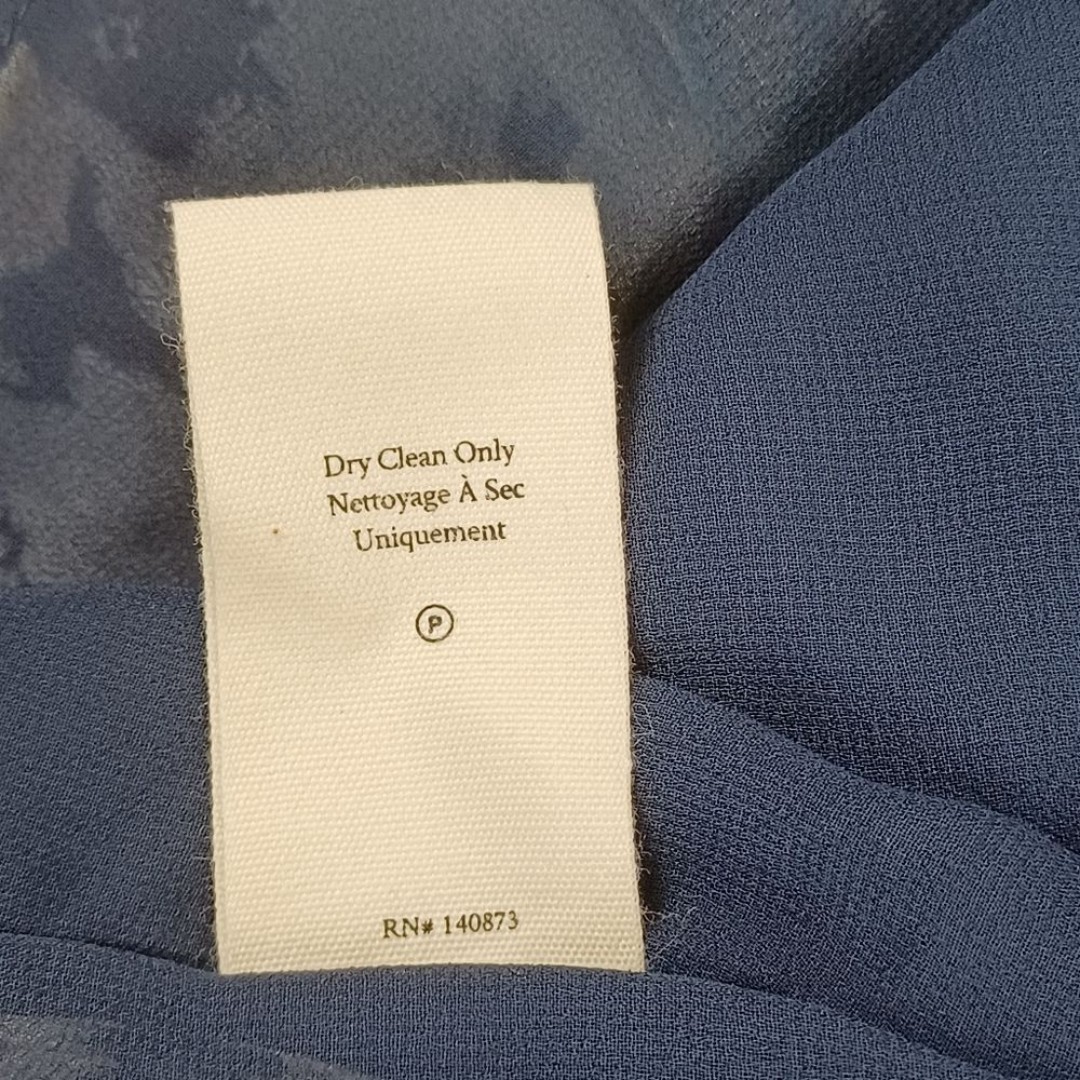 Dry Clean Only
Nettoyage À Sec
Uniquement
P
RN# 140873